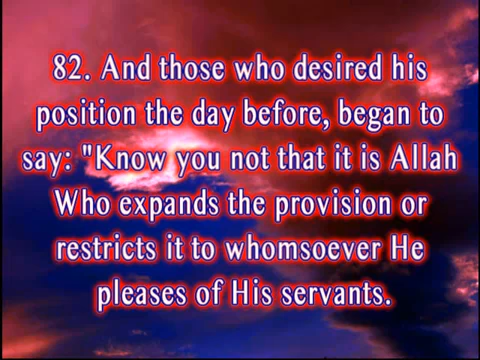 82. And those who desired his
position the day before, began to
say: "Know you not that it is Allah
Who expands the provision or
restricts it to whomsoever He
pleases of His servants.